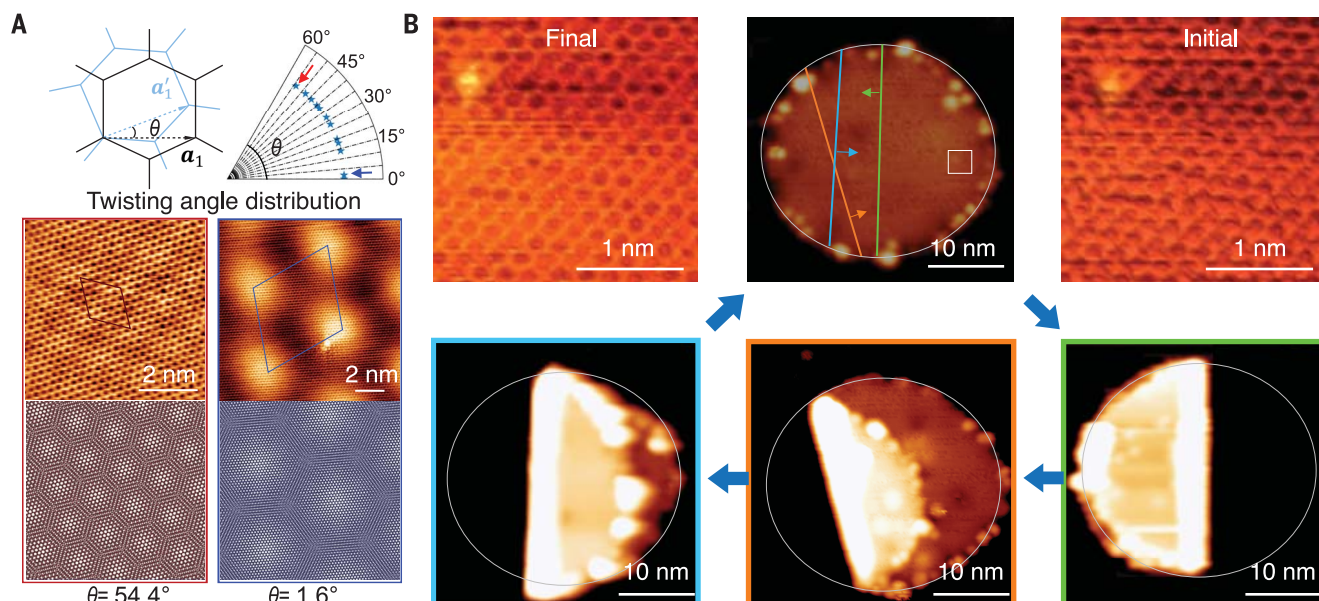 A
a′₁
θ
a₁
60°
45°
30°
15°
0°
θ
Twisting angle distribution
2 nm
2 nm
θ= 54.4°
θ= 1.6°
B
Final
1 nm
10 nm
Initial
1 nm
10 nm
10 nm
10 nm